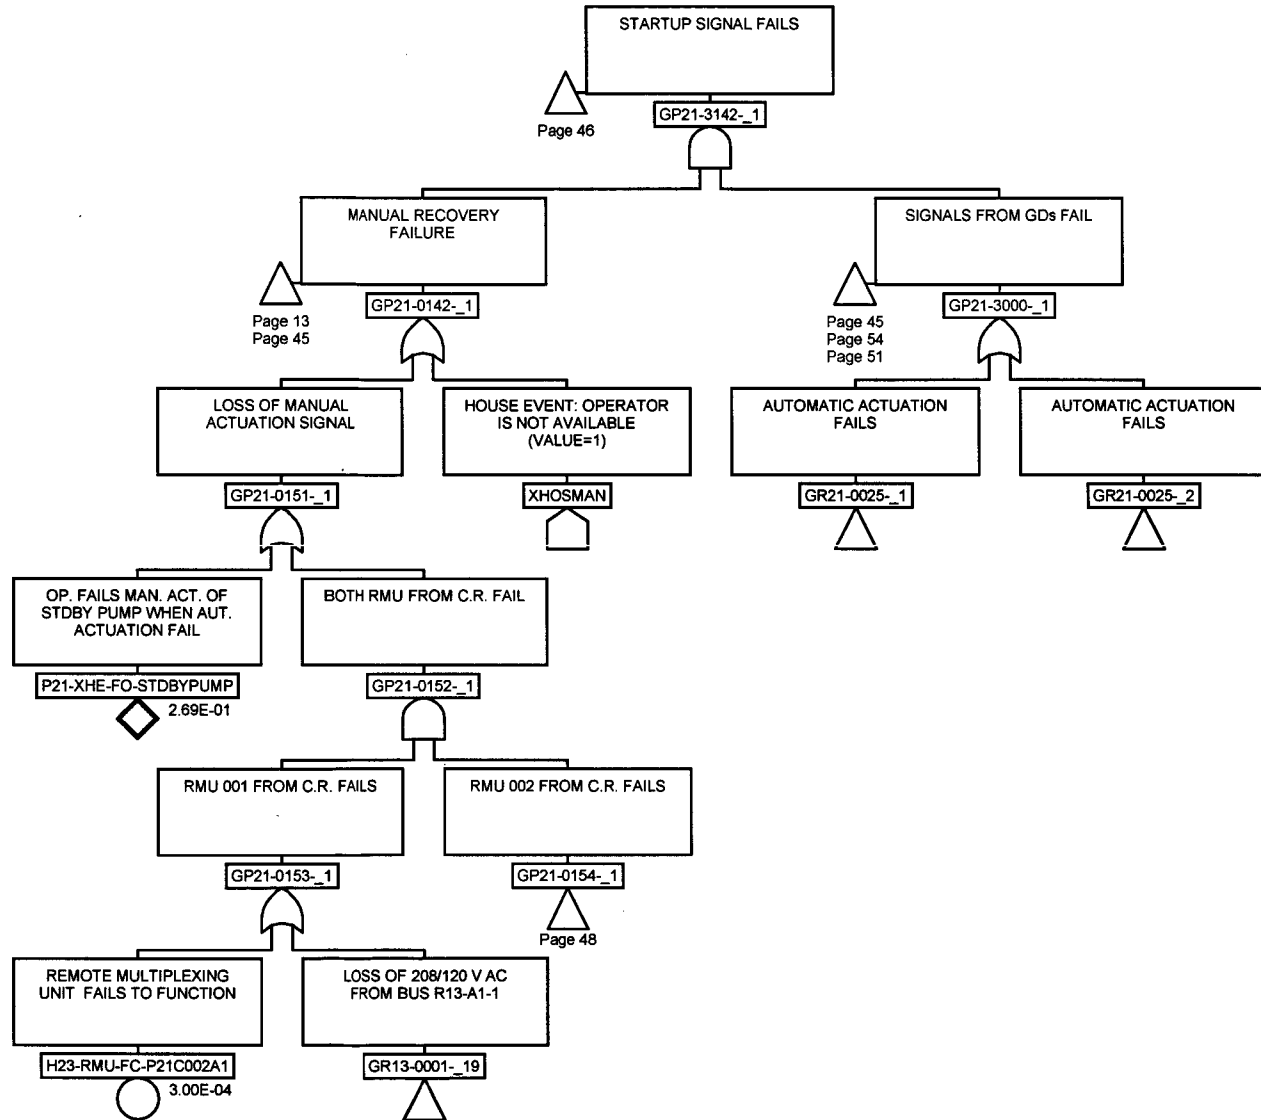 STARTUP SIGNAL FAILS
Page 46
GP21-3142-_1
MANUAL RECOVERY
FAILURE
Page 13
Page 45
GP21-0142-_1
SIGNALS FROM GDs FAIL
Page 45
Page 54
Page 51
GP21-3000-_1
LOSS OF MANUAL
ACTUATION SIGNAL
GP21-0151-_1
HOUSE EVENT: OPERATOR
IS NOT AVAILABLE
(VALUE=1)
XHOSMAN
AUTOMATIC ACTUATION
FAILS
GR21-0025-_1
AUTOMATIC ACTUATION
FAILS
GR21-0025-_2
OP. FAILS MAN. ACT. OF
STDBY PUMP WHEN AUT.
ACTUATION FAIL
P21-XHE-FO-STDBYPUMP
2.69E-01
BOTH RMU FROM C.R. FAIL
GP21-0152-_1
RMU 001 FROM C.R. FAILS
GP21-0153-_1
RMU 002 FROM C.R. FAILS
GP21-0154-_1
Page 48
REMOTE MULTIPLEXING
UNIT FAILS TO FUNCTION
H23-RMU-FC-P21C002A1
3.00E-04
LOSS OF 208/120 V AC
FROM BUS R13-A1-1
GR13-0001-_19